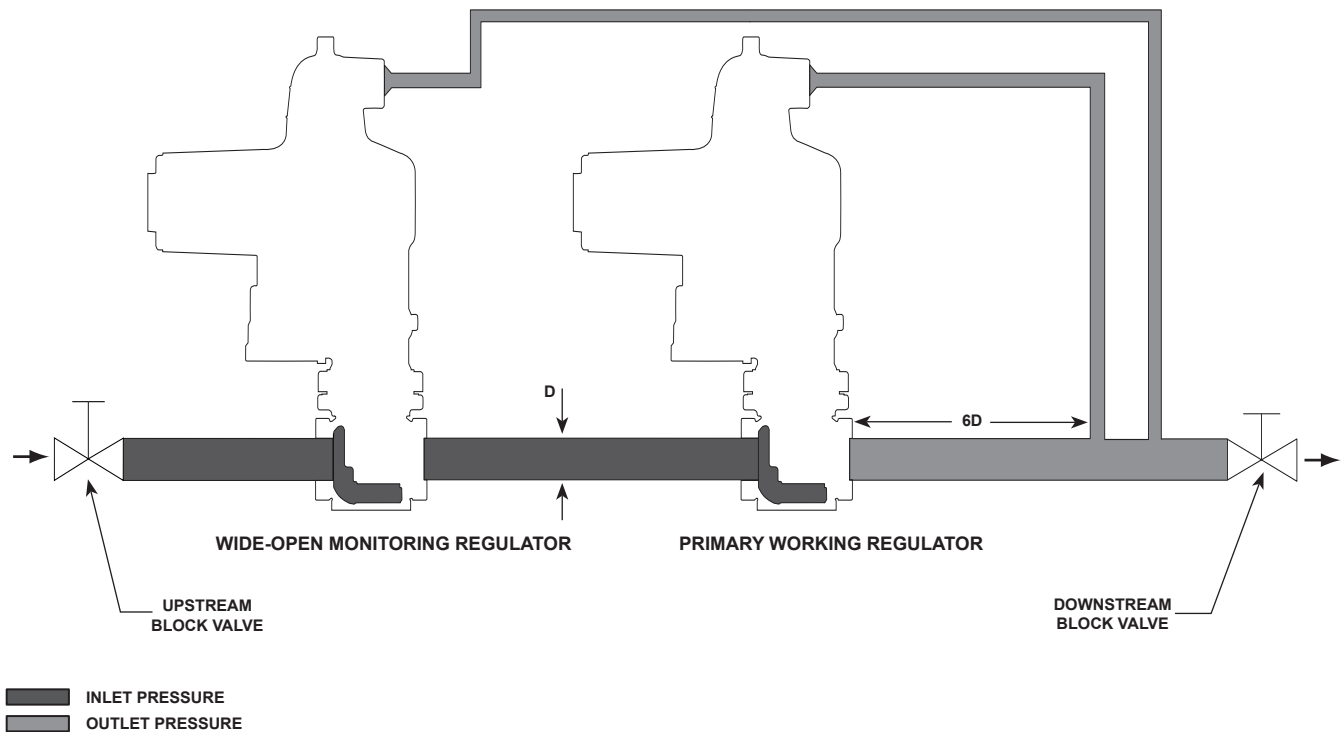 D
6D
WIDE-OPEN MONITORING REGULATOR
PRIMARY WORKING REGULATOR
UPSTREAM
BLOCK VALVE
DOWNSTREAM
BLOCK VALVE
INLET PRESSURE
OUTLET PRESSURE